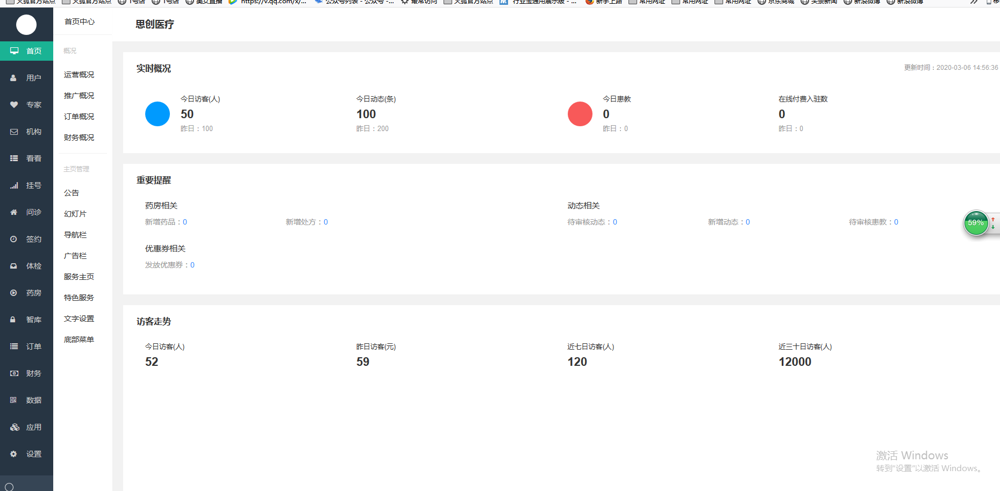 火狐官方站点 火狐官方站点 1号店 1号店 美女直播 https://v.qq.com/x/... 公众号列表 - 公众号 -... 最常访问 火狐官方站点 行业宝通用展示版 - ... 新手上路 常用网址 常用网址 常用网址 京东商城 头条新闻 新浪微博 新浪微博
首页
用户
专家
机构
看看
挂号
问诊
签约
体检
药房
智库
订单
财务
数据
应用
设置
首页中心
概况
运营概况
推广概况
订单概况
财务概况
主页管理
公告
幻灯片
导航栏
广告栏
服务主页
特色服务
文字设置
底部菜单
思创医疗
实时概况
更新时间：2020-03-06 14:56:36
今日访客(人)
50
昨日：100
今日动态(条)
100
昨日：200
今日患教
0
昨日：0
在线付费入驻数
0
昨日：0
重要提醒
药房相关
新增药品：0 新增处方：0
动态相关
待审核动态：0 新增动态：0 待审核患教：0
优惠券相关
发放优惠券：0
59%
访客走势
今日访客(人)
52
昨日访客(元)
59
近七日访客(人)
120
近三十日访客(人)
12000
激活 Windows
转到"设置"以激活 Windows。